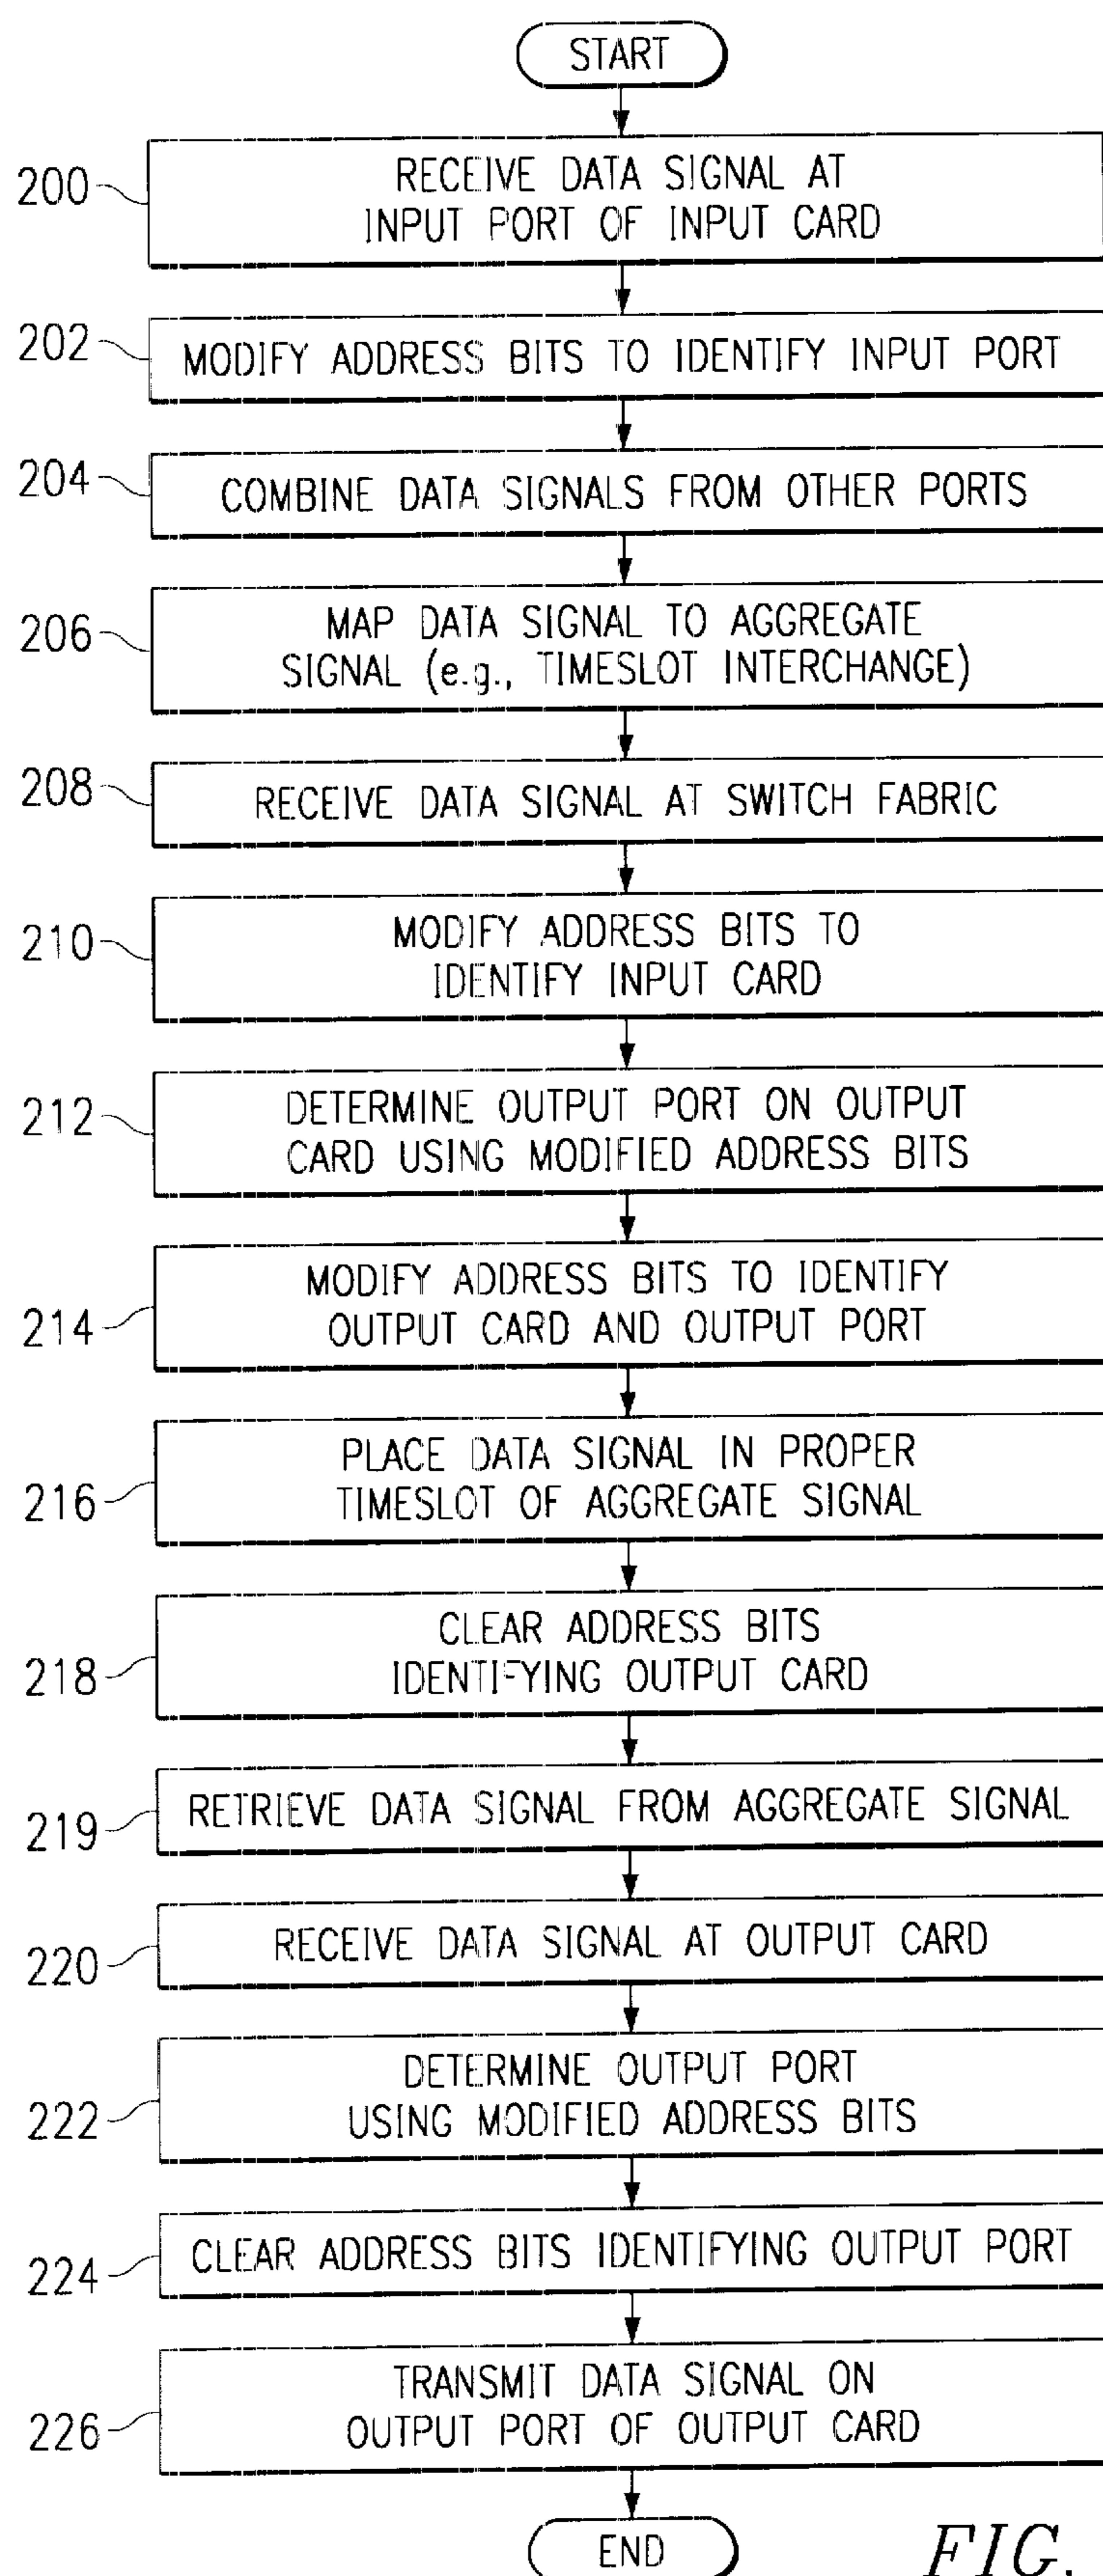 START
200
RECEIVE DATA SIGNAL AT
INPUT PORT OF INPUT CARD
202
MODIFY ADDRESS BITS TO IDENTIFY INPUT PORT
204
COMBINE DATA SIGNALS FROM OTHER PORTS
206
MAP DATA SIGNAL TO AGGREGATE
SIGNAL (e.g., TIMESLOT INTERCHANGE)
208
RECEIVE DATA SIGNAL AT SWITCH FABRIC
210
MODIFY ADDRESS BITS TO
IDENTIFY INPUT CARD
212
DETERMINE OUTPUT PORT ON OUTPUT
CARD USING MODIFIED ADDRESS BITS
214
MODIFY ADDRESS BITS TO IDENTIFY
OUTPUT CARD AND OUTPUT PORT
216
PLACE DATA SIGNAL IN PROPER
TIMESLOT OF AGGREGATE SIGNAL
218
CLEAR ADDRESS BITS
IDENTIFYING OUTPUT CARD
219
RETRIEVE DATA SIGNAL FROM AGGREGATE SIGNAL
220
RECEIVE DATA SIGNAL AT OUTPUT CARD
222
DETERMINE OUTPUT PORT
USING MODIFIED ADDRESS BITS
224
CLEAR ADDRESS BITS IDENTIFYING OUTPUT PORT
226
TRANSMIT DATA SIGNAL ON
OUTPUT PORT OF OUTPUT CARD
END
FIG.